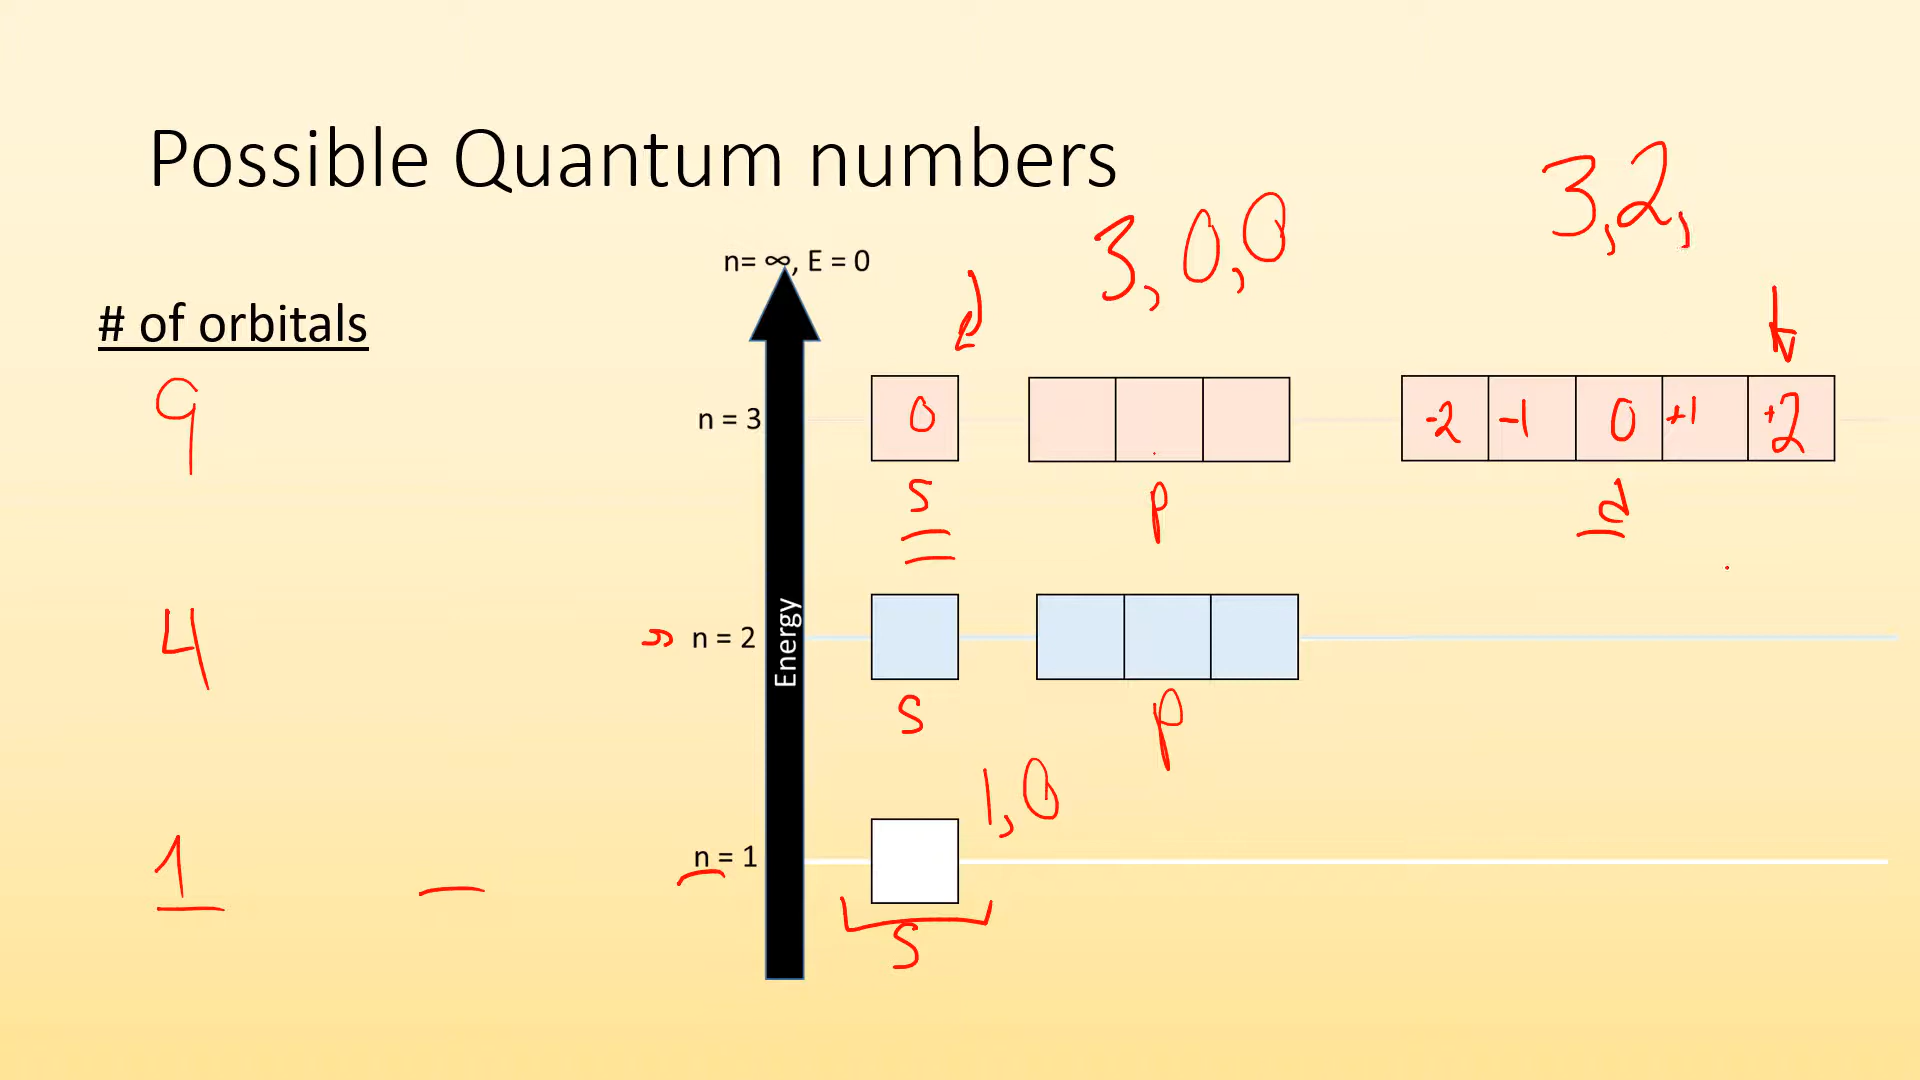 Possible Quantum numbers
3,2,
3,0,0
n= ∞, E = 0
# of orbitals
9
n = 3
0
-2 -1 0 +1 +2
s
p
d
4
n = 2
Energy
s
p
1,0
1
n = 1
s